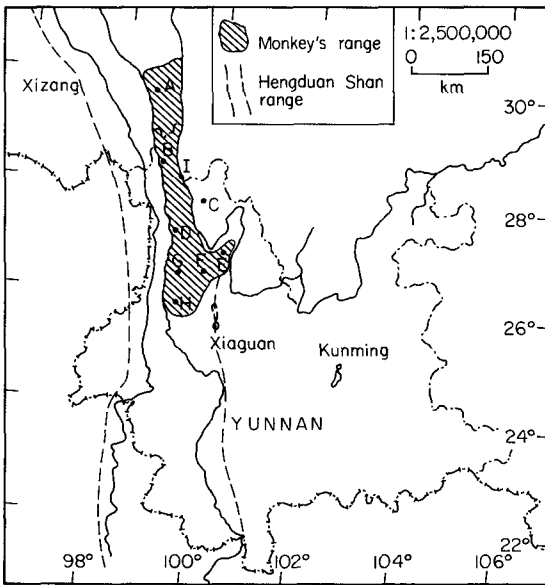 Monkey's range
Hengduan Shan
range
1:2,500,000
0 150
km
Xizang
A
B
I
C
D
E
F
G
H
Xiaguan
Kunming
YUNNAN
30°
28°
26°
24°
22°
98° 100° 102° 104° 106°